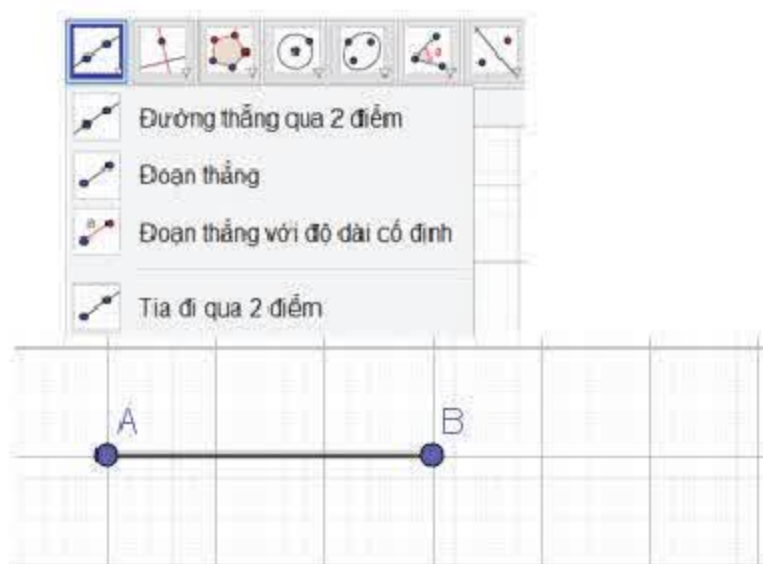 Đường thẳng qua 2 điểm
Đoạn thẳng
a
Đoạn thẳng với độ dài cố định
Tia đi qua 2 điểm
A B